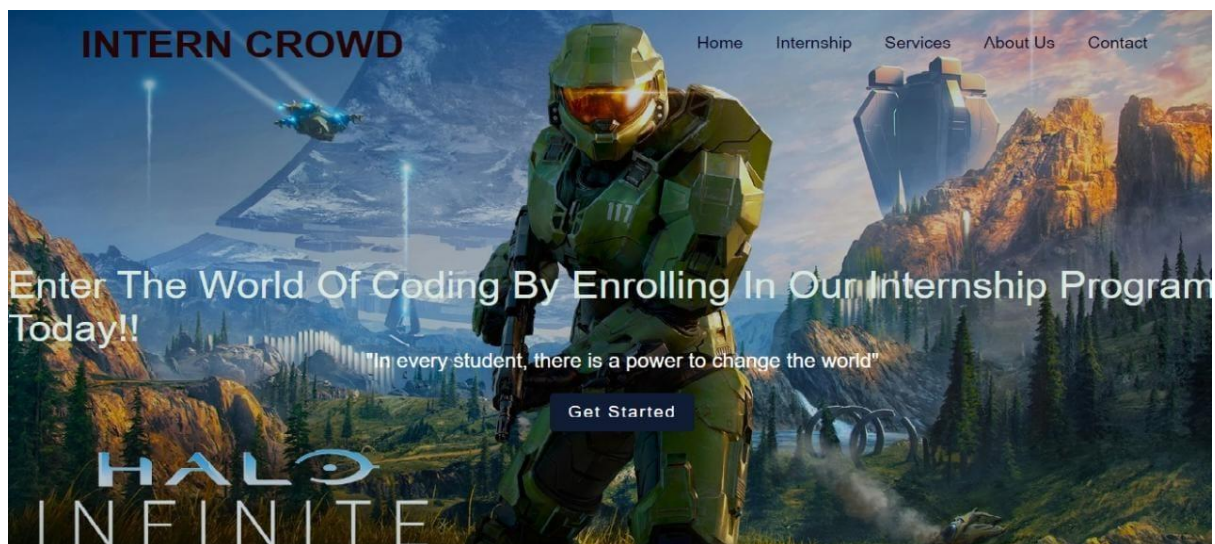 INTERN CROWD
Home Internship Services About Us Contact
117
Enter The World Of Coding By Enrolling In Our Internship Program
Today!!
"In every student, there is a power to change the world"
Get Started
HALO
INFINITE